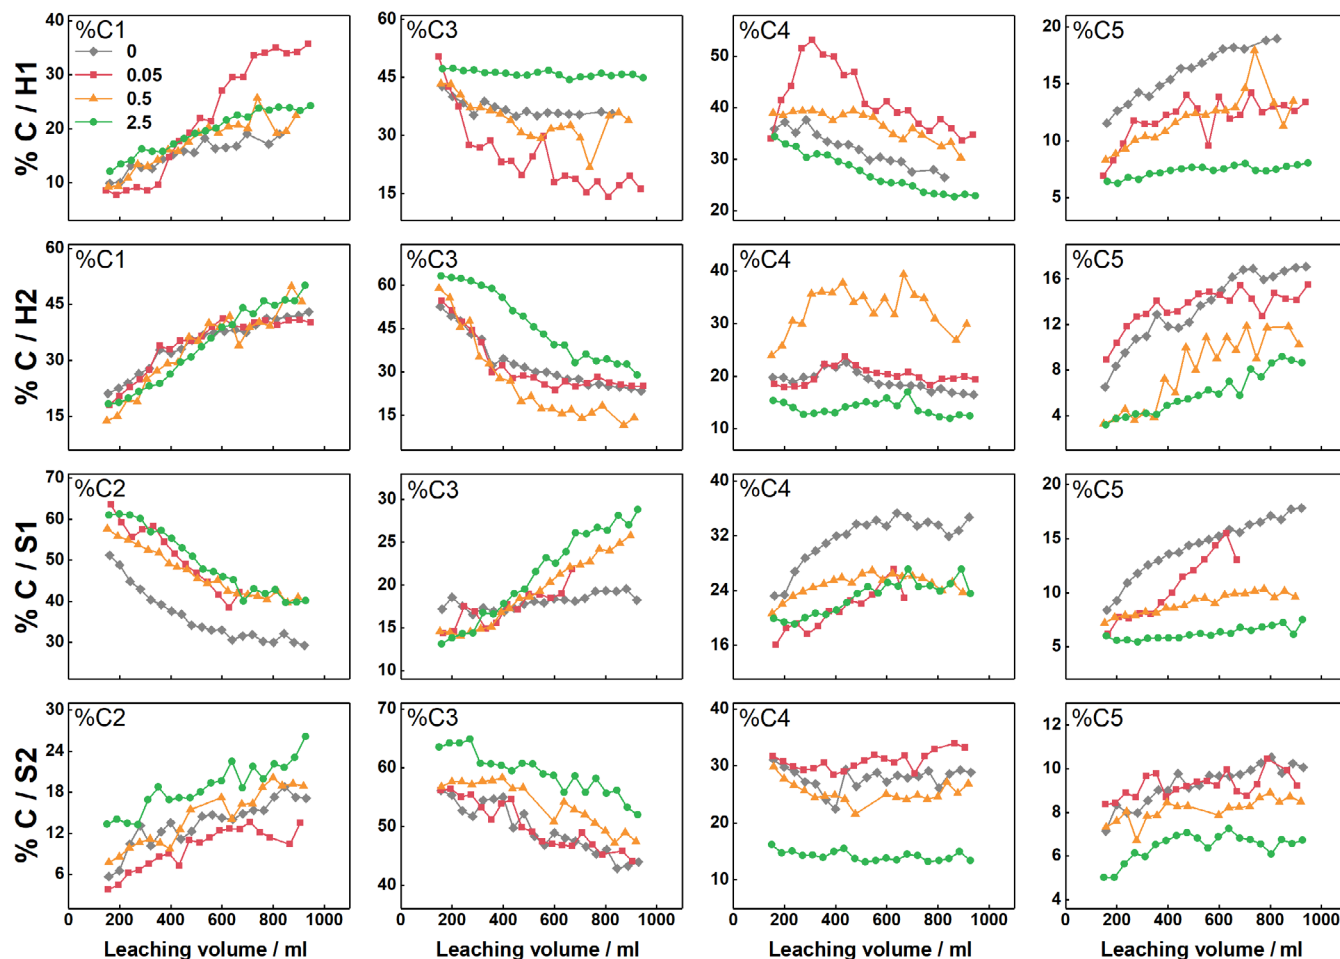 %C1
%C3
%C4
%C5
0
0.05
0.5
2.5
% C / H1
40
30
20
10
60
45
30
15
50
40
30
20
20
15
10
5
%C1
%C3
%C4
%C5
% C / H2
60
45
30
15
60
45
30
15
40
30
20
10
16
12
8
4
%C2
%C3
%C4
%C5
% C / S1
70
60
50
40
30
30
25
20
15
10
40
32
24
16
20
15
10
5
%C2
%C3
%C4
%C5
% C / S2
30
24
18
12
6
70
60
50
40
40
30
20
10
12
10
8
6
4
0 200 400 600 800 1000
0 200 400 600 800 1000
0 200 400 600 800 1000
0 200 400 600 800 1000
Leaching volume / ml
Leaching volume / ml
Leaching volume / ml
Leaching volume / ml